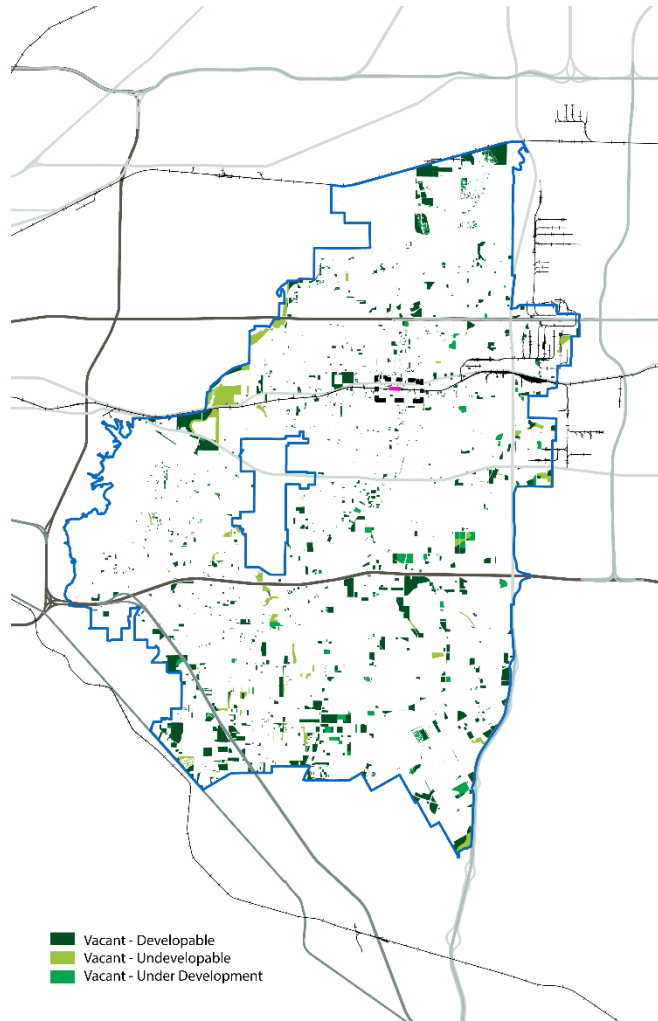 Vacant - Developable
Vacant - Undevelopable
Vacant - Under Development